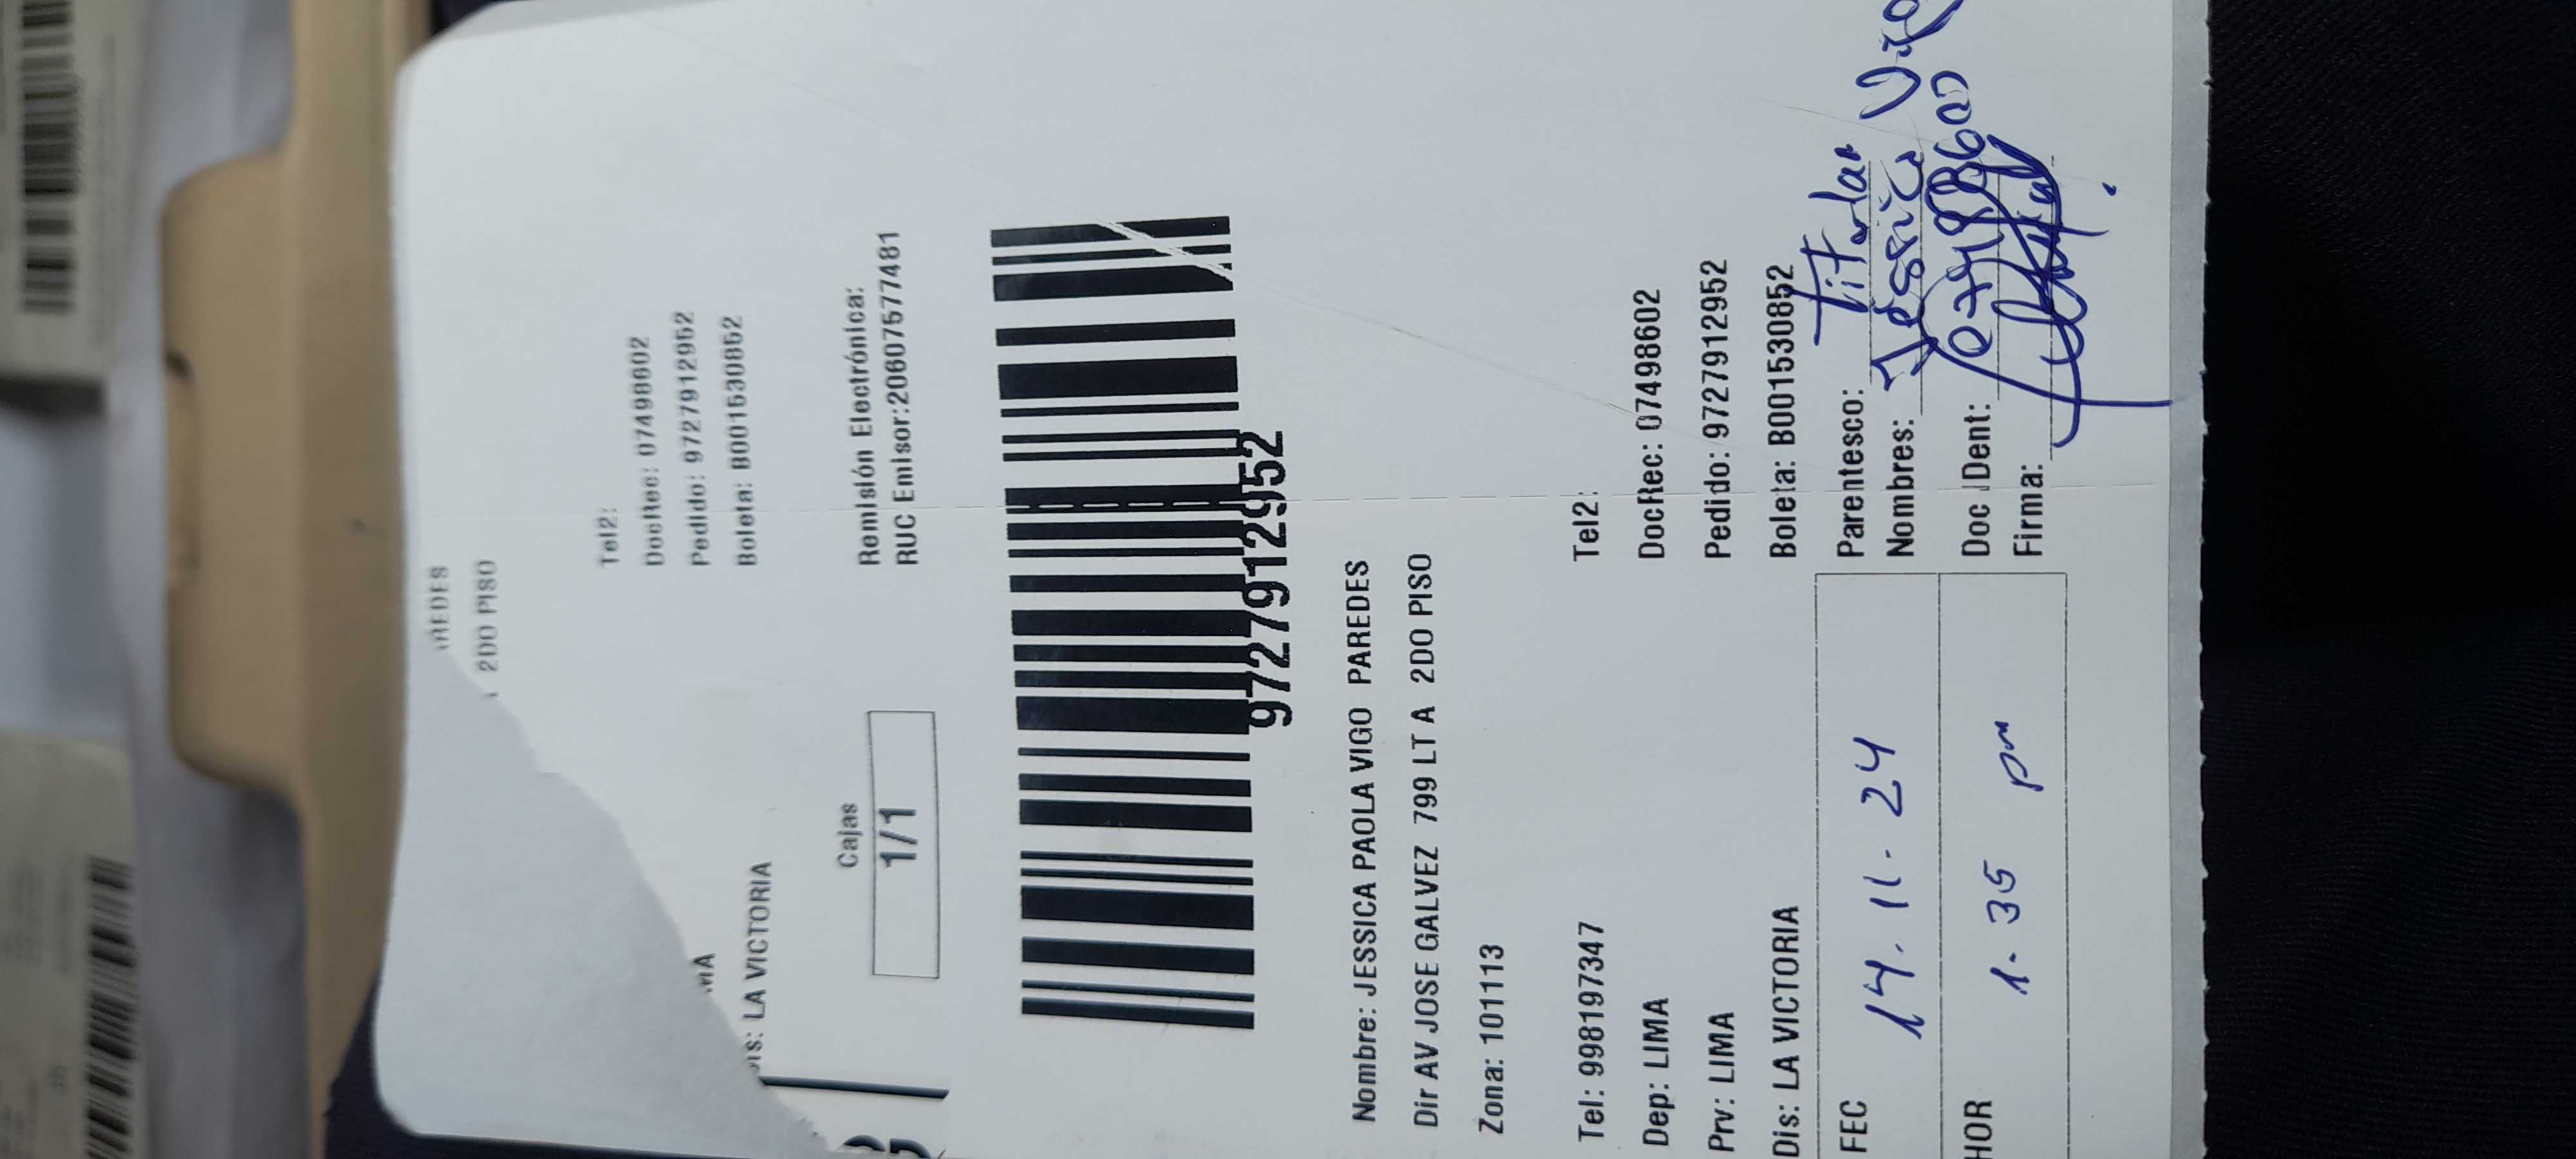 2DO PISO
Tel2:
DocRec: 07498602
Pedido: 9727912952
Boleta: B001530852
Dis: LA VICTORIA
Cajas
1/1
Remisión Electrónica:
RUC Emisor:20607577481
9727912952
Nombre: JESSICA PAOLA VIGO PAREDES
Dir AV JOSE GALVEZ 799 LT A 2DO PISO
Zona: 101113
Tel: 998197347 Tel2:
Dep: LIMA DocRec: 07498602
Prv: LIMA Pedido: 9727912952
Dis: LA VICTORIA Boleta: B001530852
FEC 14.11.24
HOR 1.35 pm
Parentesco: Titular
Nombres: Jessica
Doc IDent:
Firma: